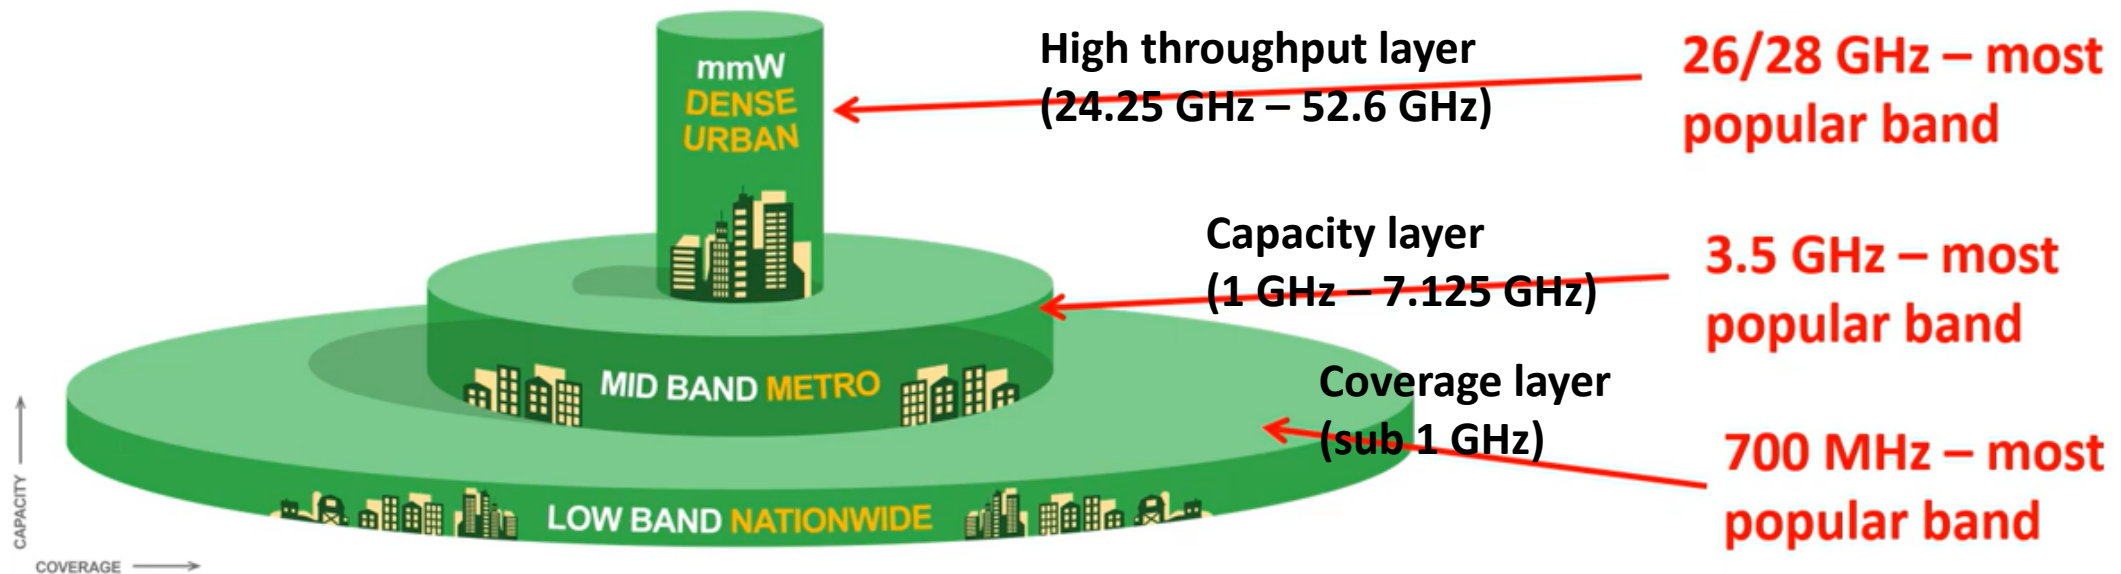 mmW
DENSE
URBAN
High throughput layer
(24.25 GHz – 52.6 GHz)
26/28 GHz – most
popular band
Capacity layer
(1 GHz – 7.125 GHz)
3.5 GHz – most
popular band
MID BAND METRO
Coverage layer
(sub 1 GHz)
700 MHz – most
popular band
LOW BAND NATIONWIDE
CAPACITY
COVERAGE